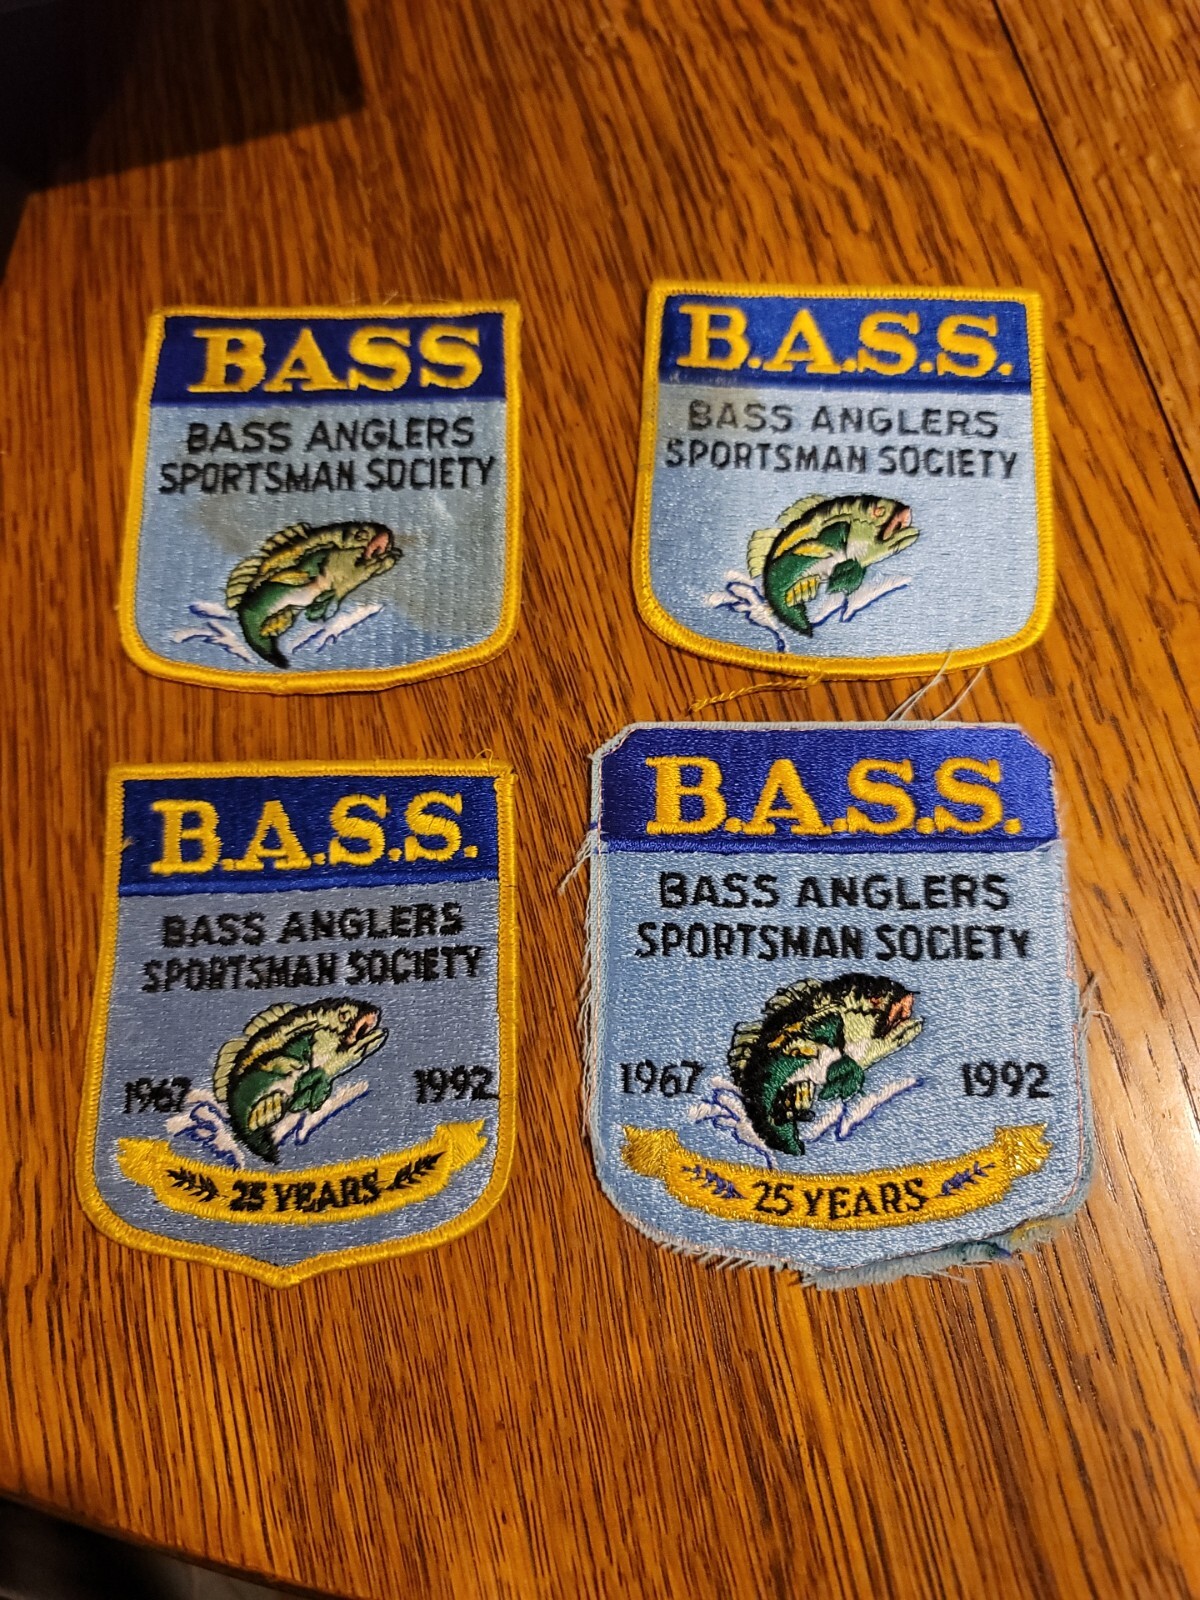 BASS
BASS ANGLERS
SPORTSMAN SOCIETY
B.A.S.S.
BASS ANGLERS
SPORTSMAN SOCIETY
B.A.S.S.
BASS ANGLERS
SPORTSMAN SOCIETY
1967 1992
25 YEARS
B.A.S.S.
BASS ANGLERS
SPORTSMAN SOCIETY
1967 1992
25 YEARS